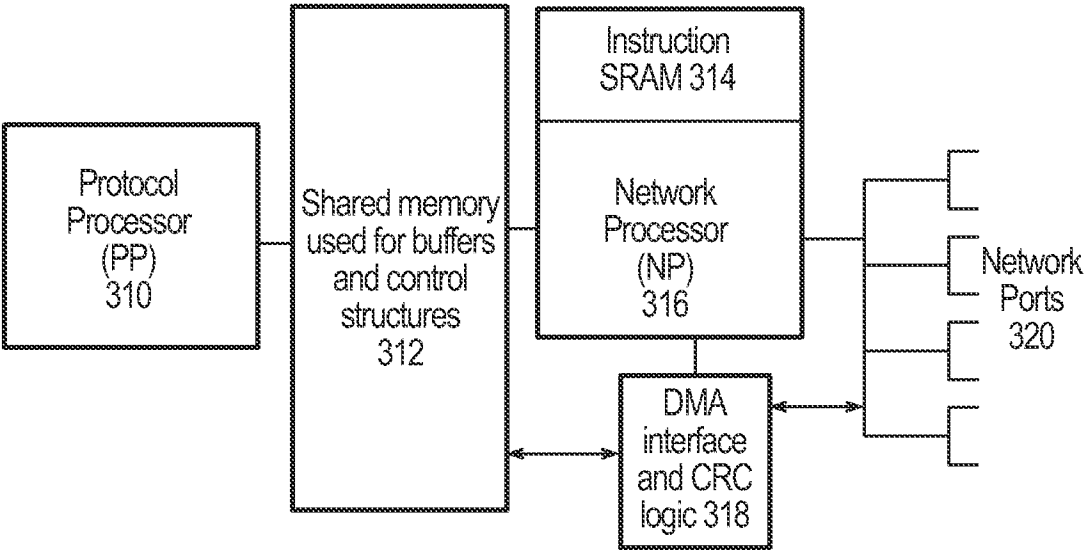 Protocol
Processor
(PP)
310
Shared memory
used for buffers
and control
structures
312
Instruction
SRAM 314
Network
Processor
(NP)
316
DMA
interface
and CRC
logic 318
Network
Ports
320